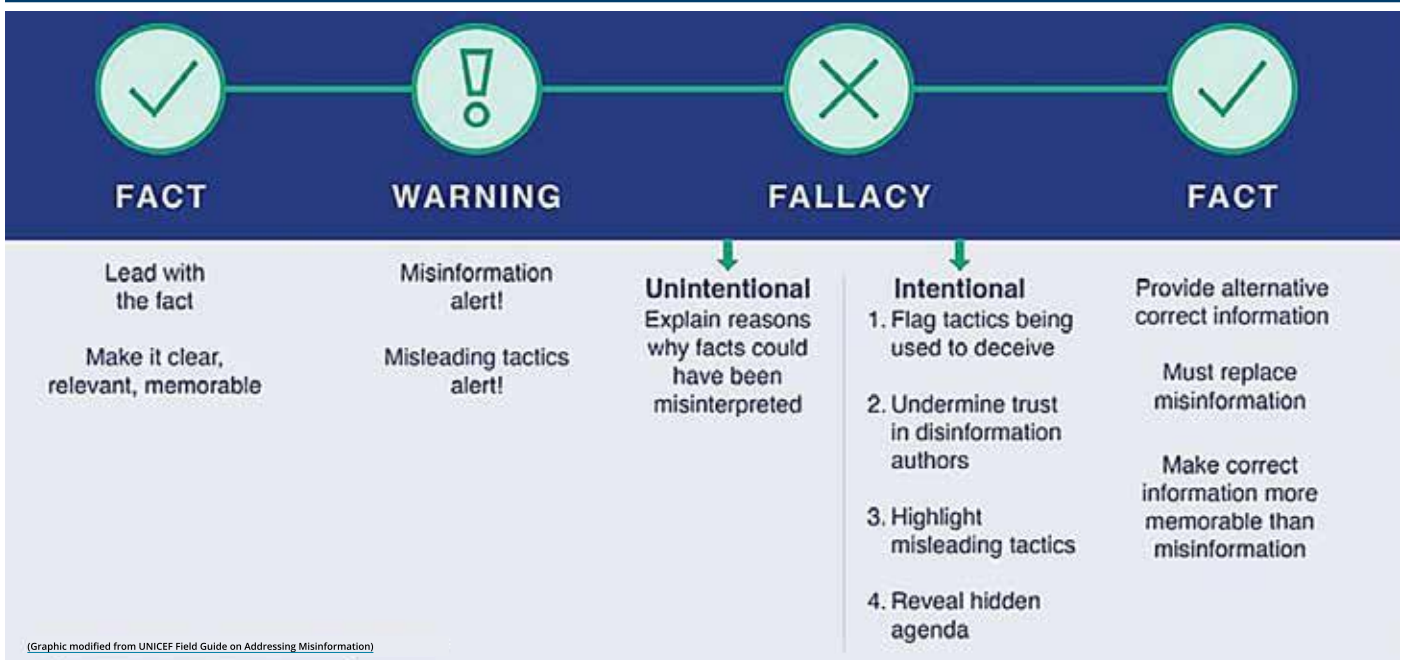 FACT
WARNING
FALLACY
FACT
Lead with
the fact
Make it clear,
relevant, memorable
Misinformation
alert!
Misleading tactics
alert!
Unintentional
Explain reasons
why facts could
have been
misinterpreted
Intentional
1. Flag tactics being
used to deceive
2. Undermine trust
in disinformation
authors
3. Highlight
misleading tactics
4. Reveal hidden
agenda
Provide alternative
correct information
Must replace
misinformation
Make correct
information more
memorable than
misinformation
(Graphic modified from UNICEF Field Guide on Addressing Misinformation)